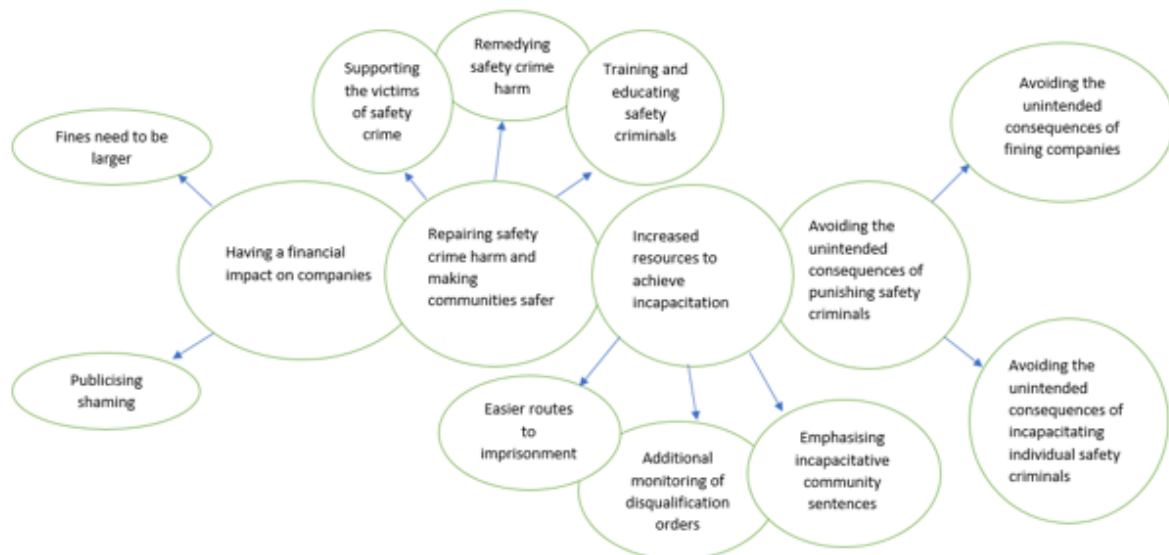 Remedying
safety crime
harm
Supporting
the victims
of safety
crime
Training and
educating
safety
criminals
Avoiding the
unintended
consequences of
fining companies
Fines need to be
larger
Having a financial
impact on companies
Repairing safety
crime harm and
making
communities safer
Increased
resources to
achieve
incapacitation
Avoiding the
unintended
consequences of
punishing safety
criminals
Publicising
shaming
Easier routes
to
imprisonment
Additional
monitoring of
disqualification
orders
Emphasising
incapacitative
community
sentences
Avoiding the
unintended
consequences of
incapacitating
individual safety
criminals